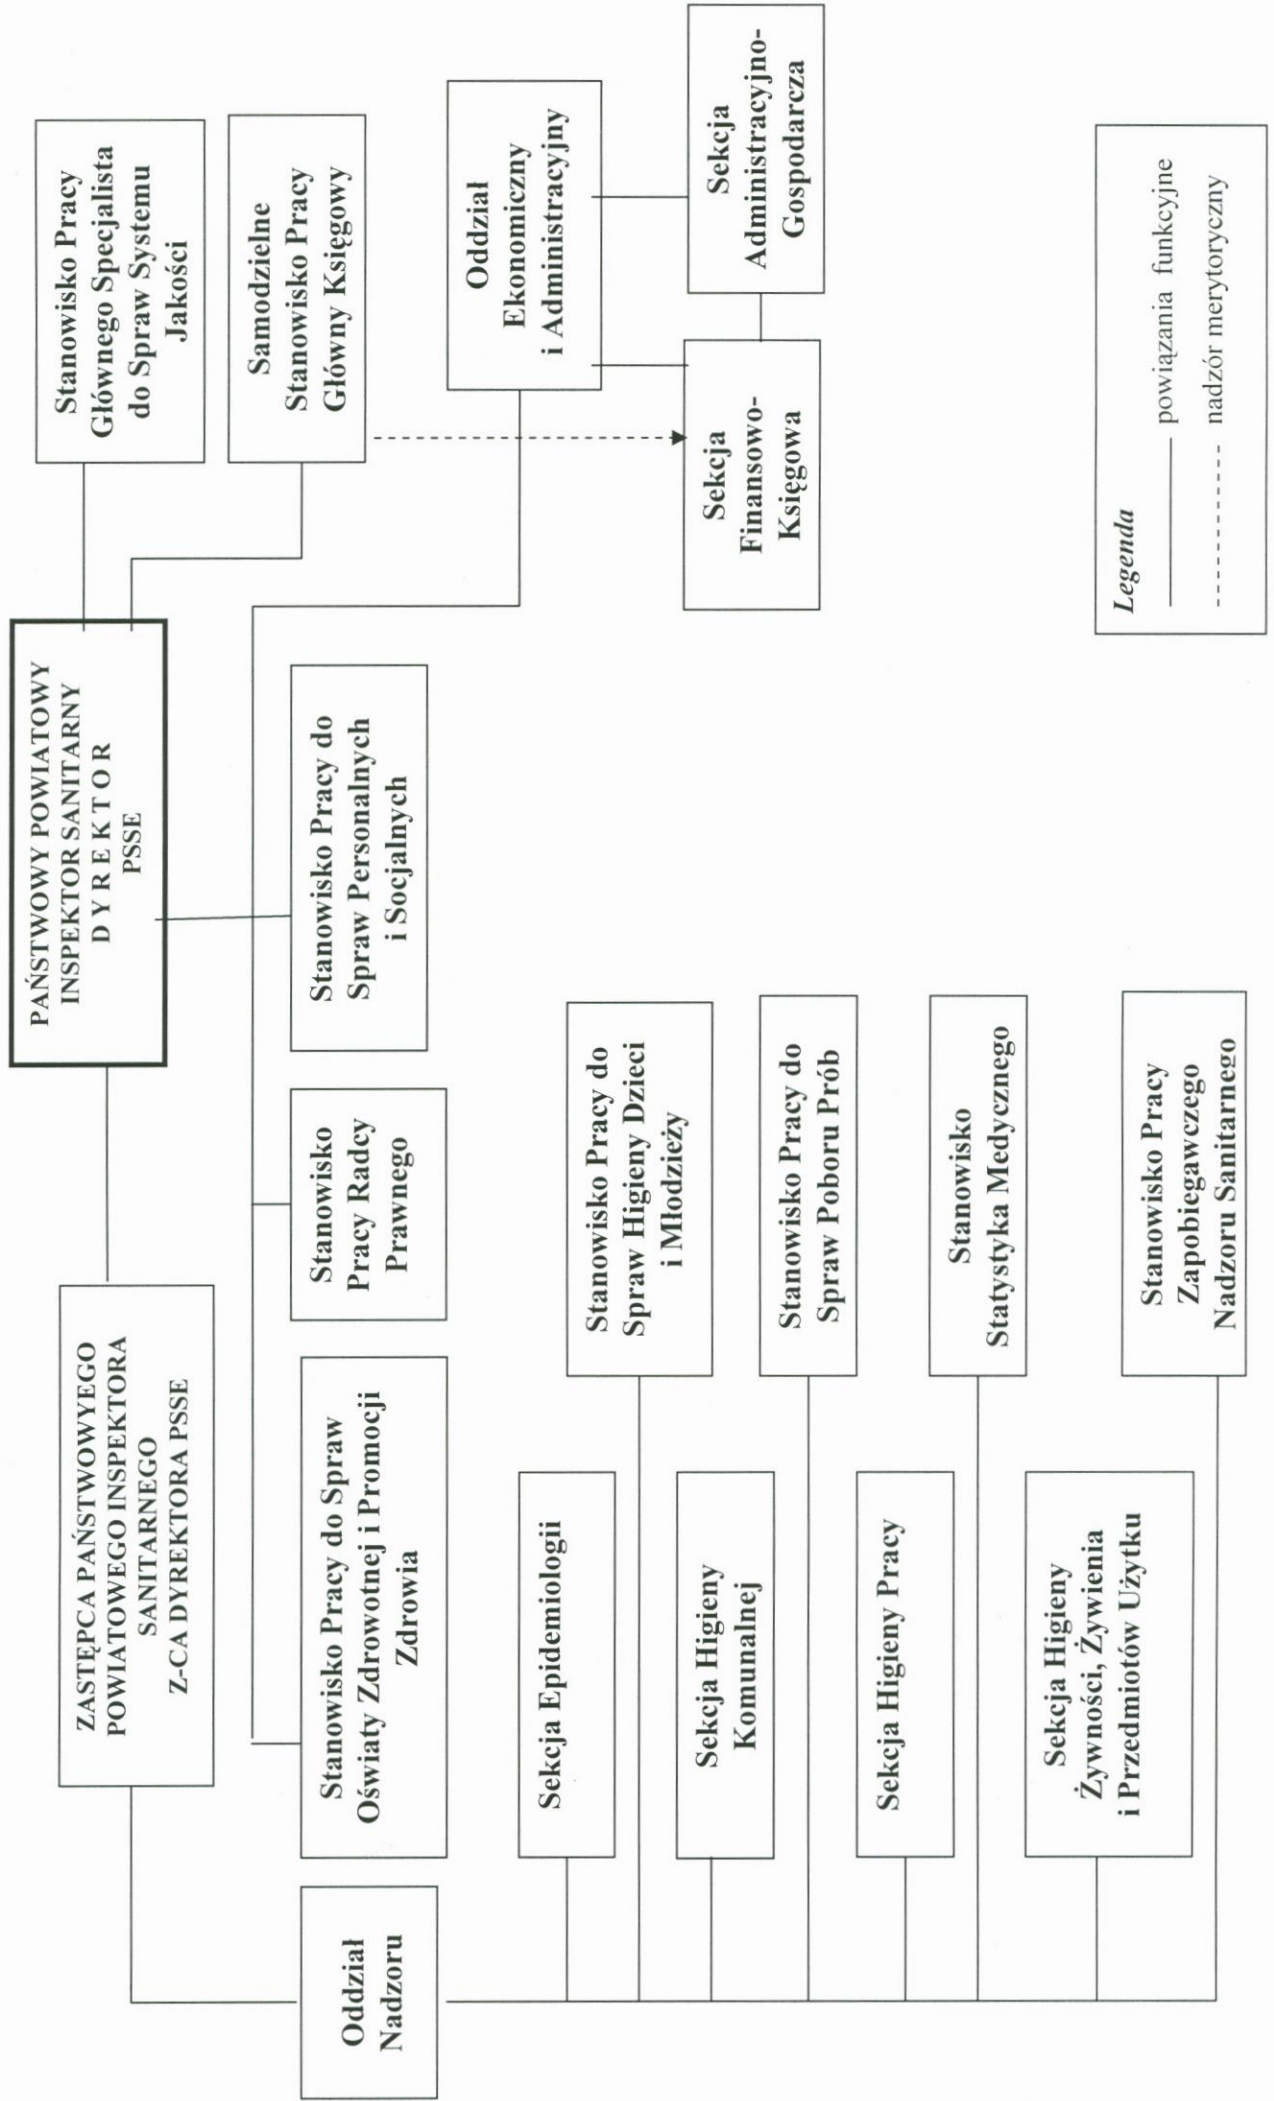 PAŃSTWOWY POWIATOWY
INSPEKTOR SANITARNY
D Y R E K T O R
PSSE
ZASTĘPCA PAŃSTWOWYEGO
POWIATOWEGO INSPEKTORA
SANITARNEGO
Z-CA DYREKTORA PSSE
Stanowisko Pracy
Głównego Specjalista
do Spraw Systemu
Jakości
Samodzielne
Stanowisko Pracy
Główny Księgowy
Oddział
Nadzoru
Stanowisko Pracy do Spraw
Oświaty Zdrowotnej i Promocji
Zdrowia
Stanowisko
Pracy Radcy
Prawnego
Stanowisko Pracy do
Spraw Personalnych
i Socjalnych
Oddział
Ekonomiczny
i Administracyjny
Sekcja
Finansowo-
Księgowa
Sekcja
Administracyjno-
Gospodarcza
Sekcja Epidemiologii
Stanowisko Pracy do
Spraw Higieny Dzieci
i Młodzieży
Sekcja Higieny
Komunalnej
Stanowisko Pracy do
Spraw Poboru Prób
Sekcja Higieny Pracy
Stanowisko
Statystyka Medycznego
Sekcja Higieny
Żywności, Żywienia
i Przedmiotów Użytku
Stanowisko Pracy
Zapobiegawczego
Nadzoru Sanitarnego
Legenda
powiązania funkcyjne
nadzór merytoryczny